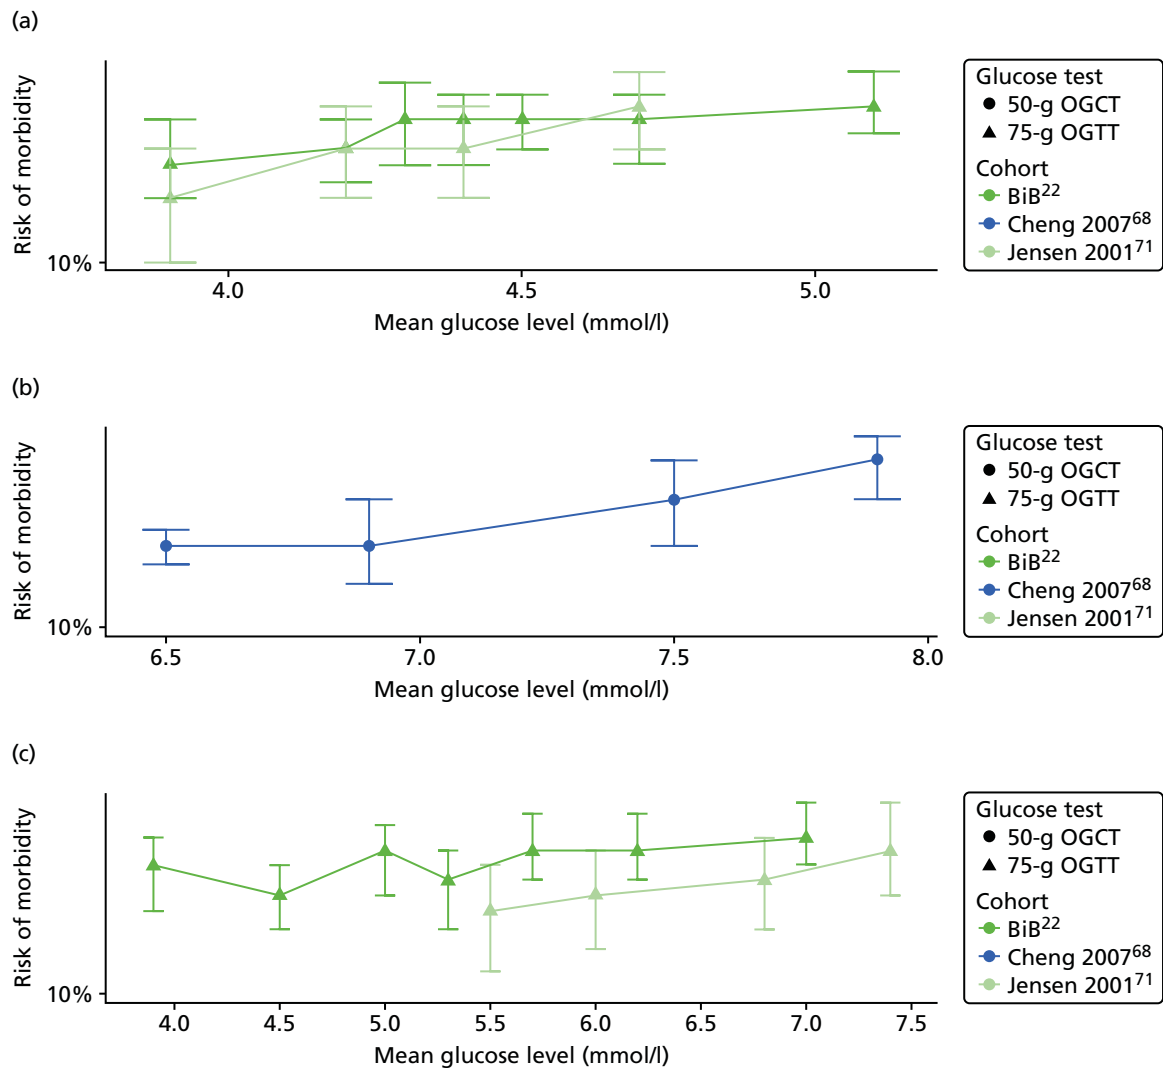 (a)
Risk of morbidity
10%
4.0 4.5 5.0
Mean glucose level (mmol/l)
Glucose test
50-g OGCT
75-g OGTT
Cohort
BiB22
Cheng 200768
Jensen 200171
(b)
Risk of morbidity
10%
6.5 7.0 7.5 8.0
Mean glucose level (mmol/l)
Glucose test
50-g OGCT
75-g OGTT
Cohort
BiB22
Cheng 200768
Jensen 200171
(c)
Risk of morbidity
10%
4.0 4.5 5.0 5.5 6.0 6.5 7.0 7.5
Mean glucose level (mmol/l)
Glucose test
50-g OGCT
75-g OGTT
Cohort
BiB22
Cheng 200768
Jensen 200171